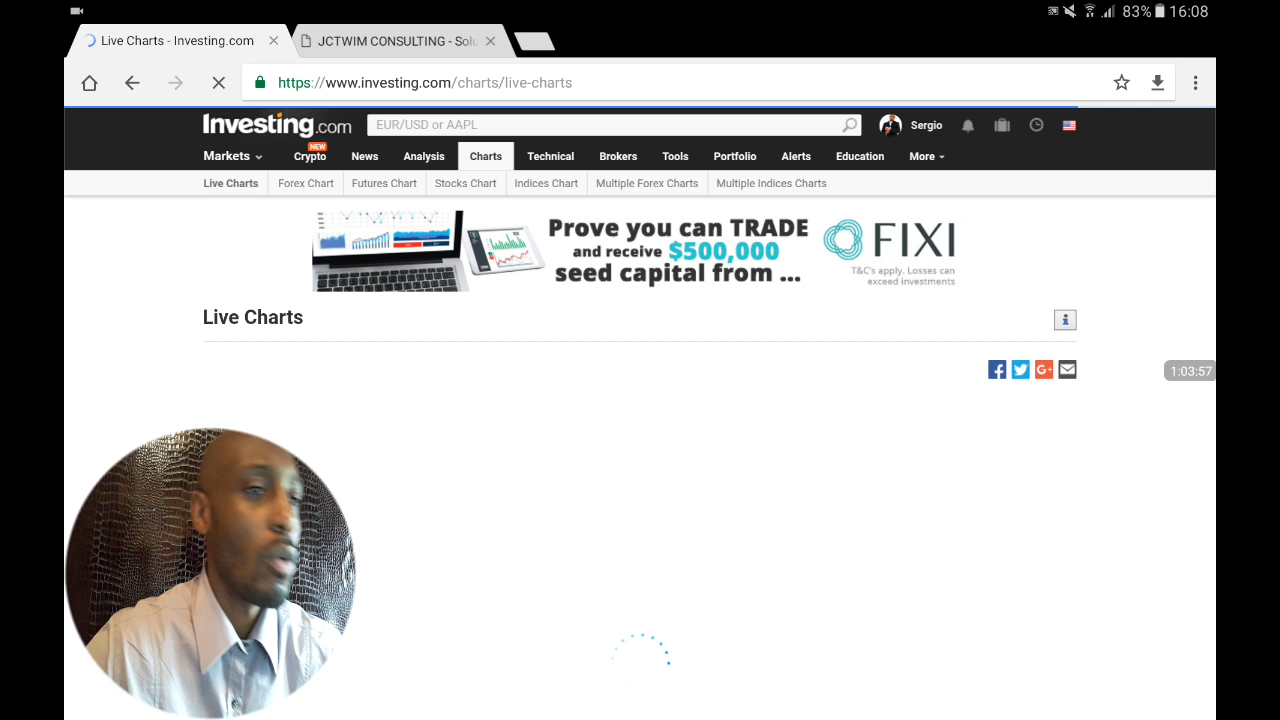 83% 16:08
Live Charts - Investing.com
JCTWIM CONSULTING - Solu
https://www.investing.com/charts/live-charts
Investing.com
EUR/USD or AAPL
Sergio
NEW
Markets Crypto News Analysis Charts Technical Brokers Tools Portfolio Alerts Education More
Live Charts Forex Chart Futures Chart Stocks Chart Indices Chart Multiple Forex Charts Multiple Indices Charts
Prove you can TRADE
and receive $500,000
seed capital from ...
FIXI
T&C's apply. Losses can
exceed investments
Live Charts
1:03:57